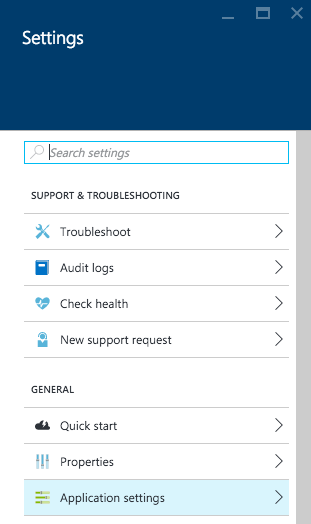 Settings
Search settings
SUPPORT & TROUBLESHOOTING
Troubleshoot
Audit logs
Check health
New support request
GENERAL
Quick start
Properties
Application settings